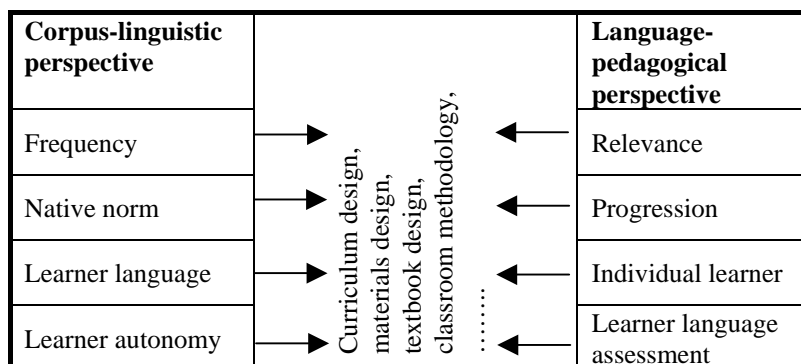 Corpus-linguistic
perspective
Frequency
Native norm
Learner language
Learner autonomy
Curriculum design,
materials design,
textbook design,
classroom methodology,
........
Language-
pedagogical
perspective
Relevance
Progression
Individual learner
Learner language
assessment